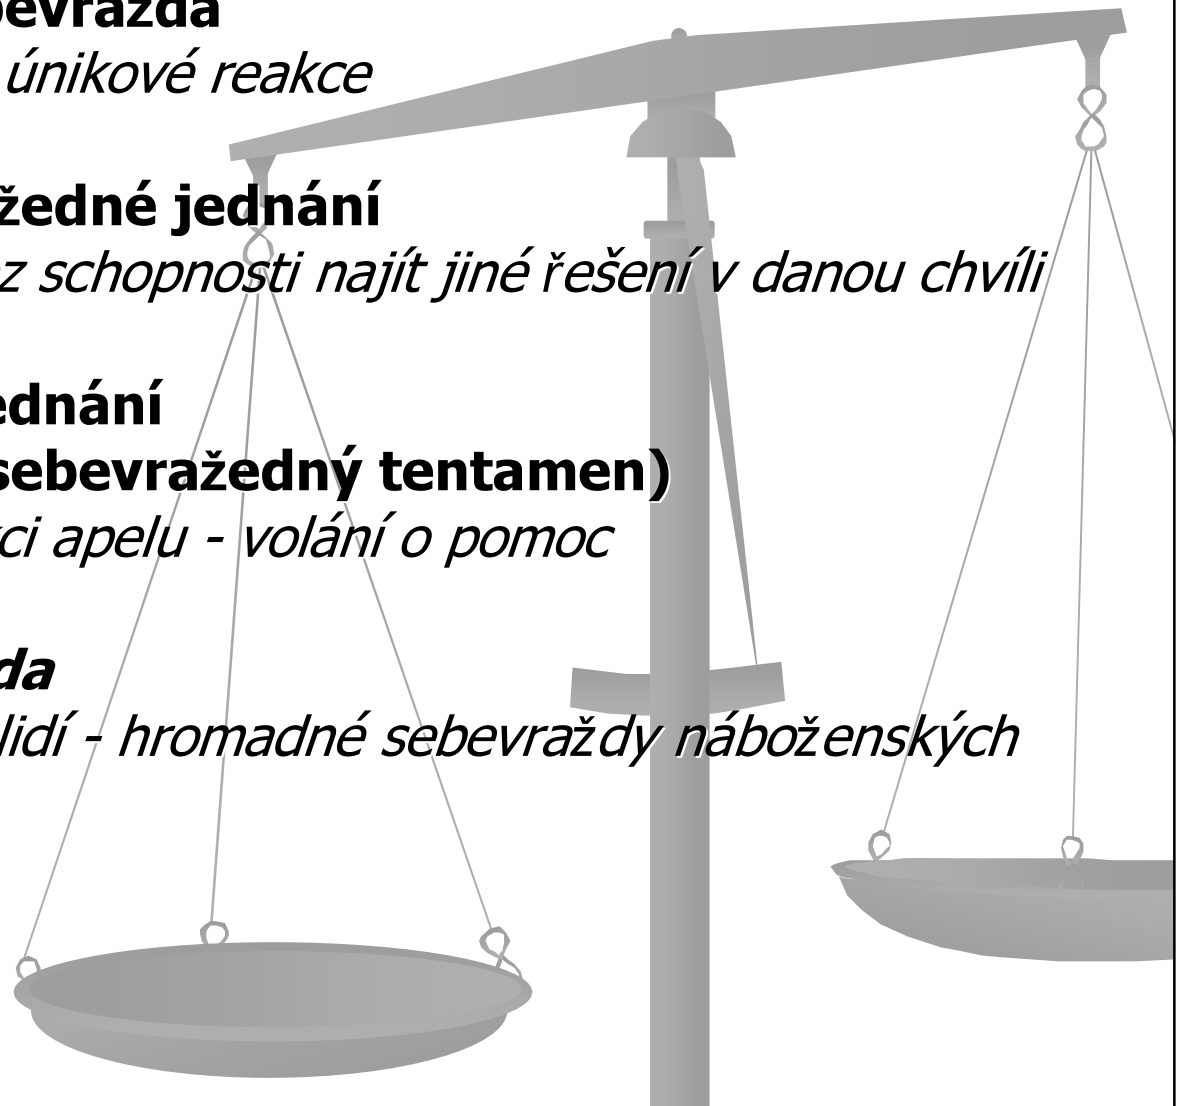 bevražda
únikové reakce
žedné jednání
z schopnosti najít jiné řešení v danou chvíli
ednání
sebevražedný tentamen)
ci apelu - volání o pomoc
da
lidí - hromadné sebevraždy náboženských